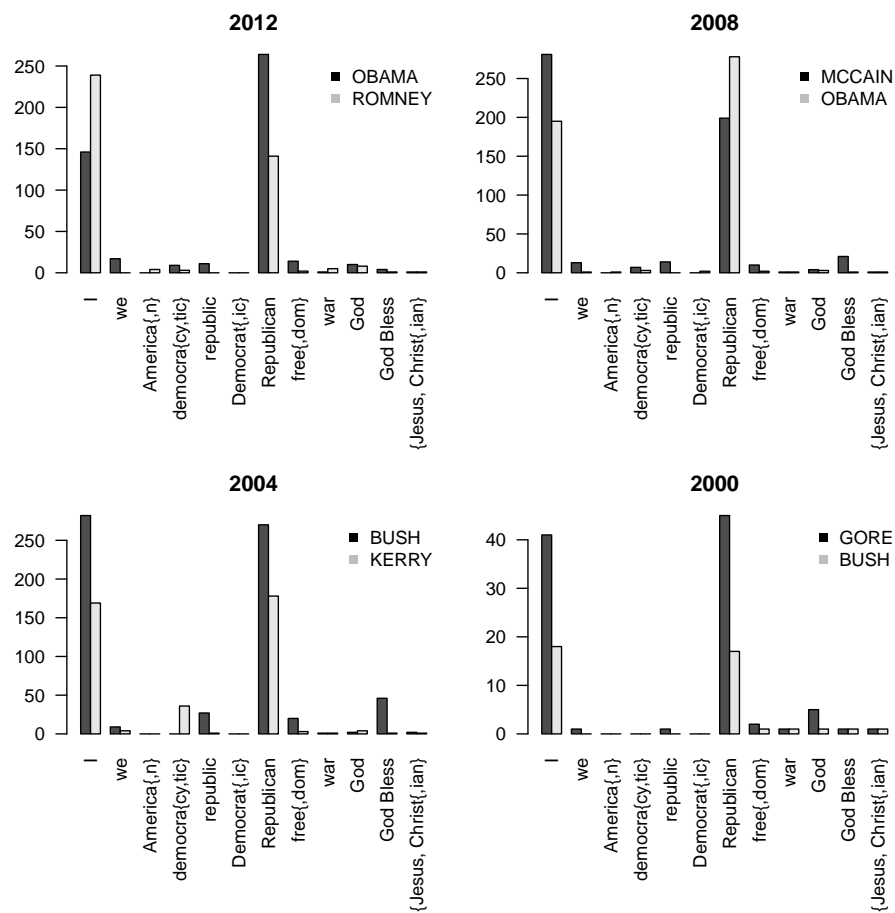 2012
250
200
150
100
50
0
OBAMA
ROMNEY
I
we
America{,n}
democra{cy,tic}
republic
Democrat{,ic}
Republican
free{,dom}
war
God
God Bless
{Jesus, Christ{,ian}
2008
250
200
150
100
50
0
MCCAIN
OBAMA
I
we
America{,n}
democra{cy,tic}
republic
Democrat{,ic}
Republican
free{,dom}
war
God
God Bless
{Jesus, Christ{,ian}
2004
250
200
150
100
50
0
BUSH
KERRY
I
we
America{,n}
democra{cy,tic}
republic
Democrat{,ic}
Republican
free{,dom}
war
God
God Bless
{Jesus, Christ{,ian}
2000
40
30
20
10
0
GORE
BUSH
I
we
America{,n}
democra{cy,tic}
republic
Democrat{,ic}
Republican
free{,dom}
war
God
God Bless
{Jesus, Christ{,ian}